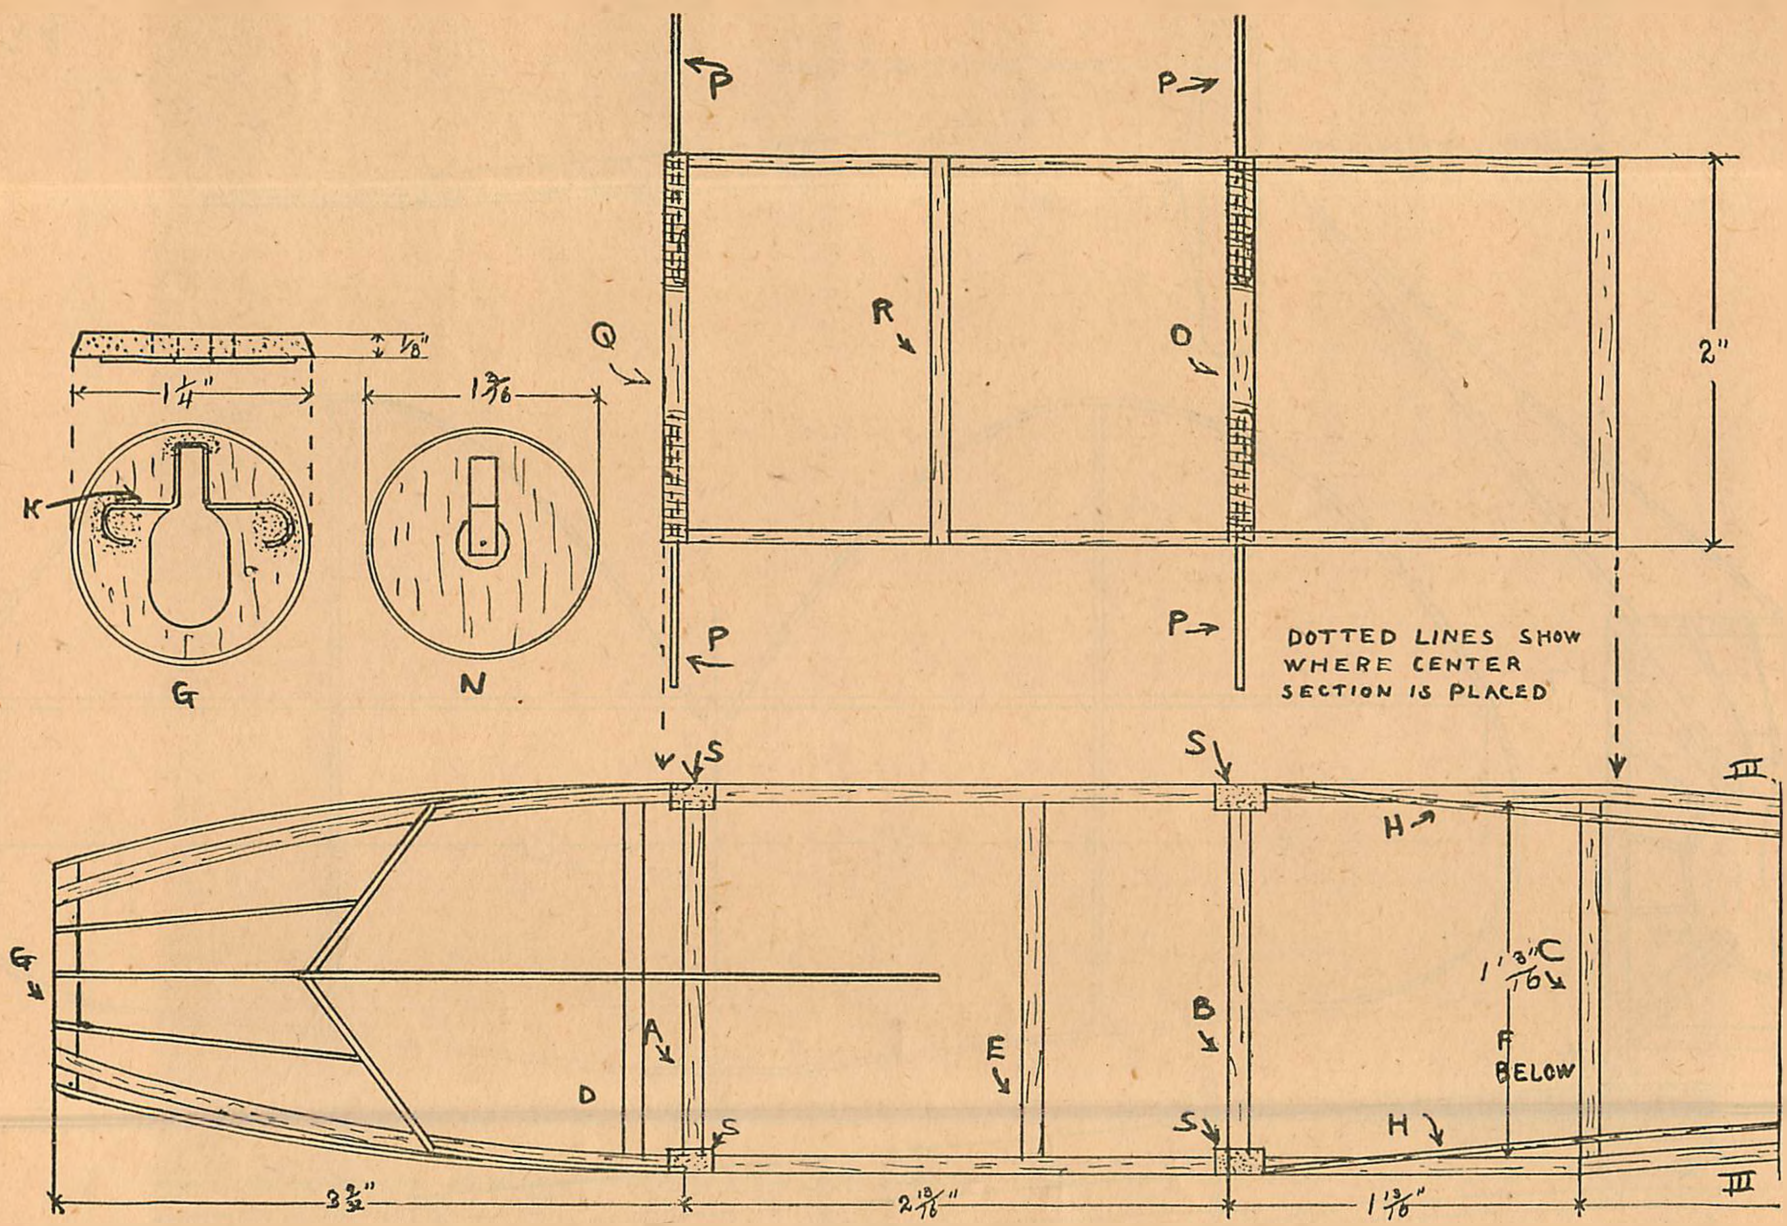 P
P
1/8"
Q
R
O
2"
1 1/4"
1 3/16
K
G
N
P
P
DOTTED LINES SHOW
WHERE CENTER
SECTION IS PLACED
S
S
III
H
G
1 3/16"
C
A
E
B
F
BELOW
D
S
S
H
III
3 9/32"
2 13/16"
1 13/16"